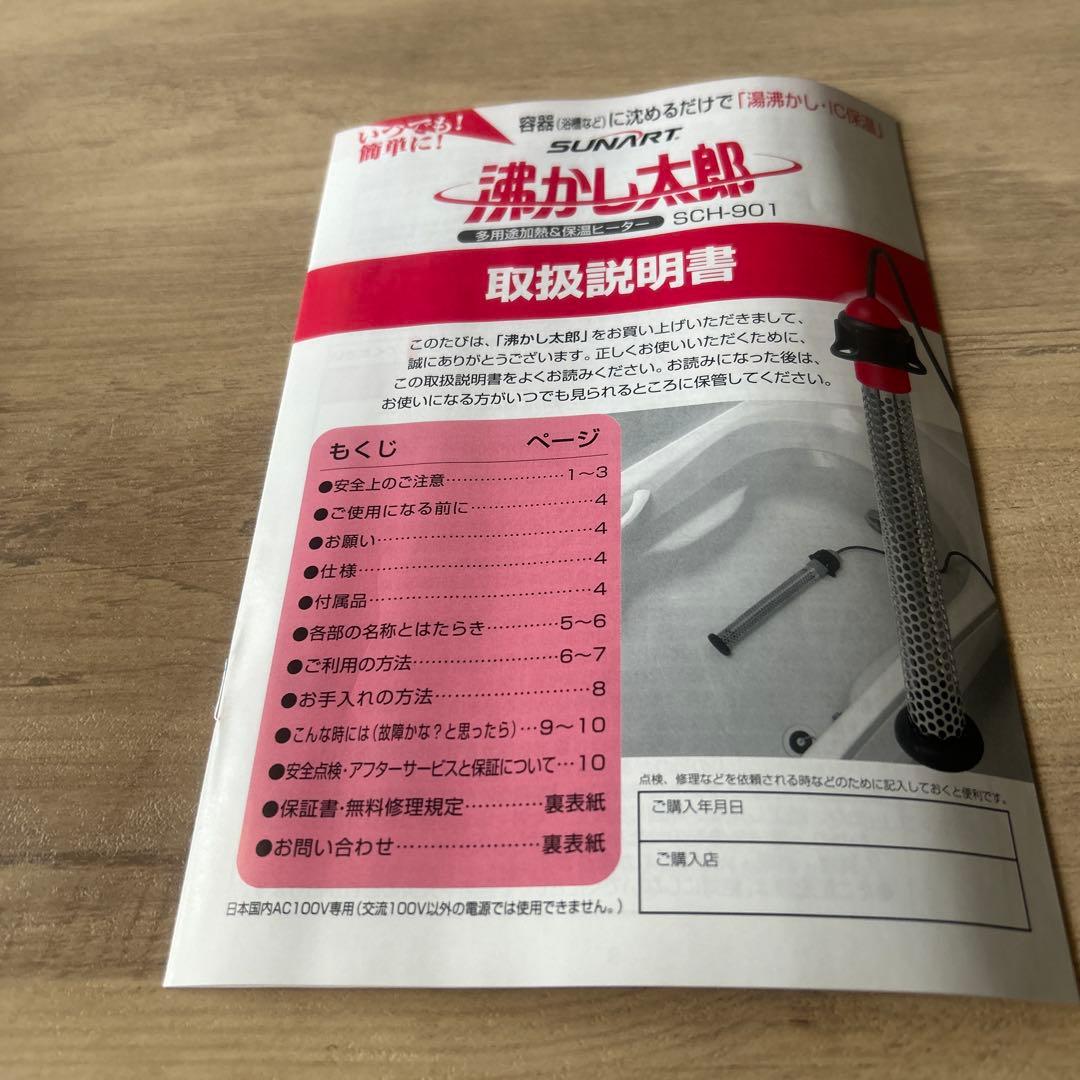 いつでも!
簡単に!
容器(浴槽など)に沈めるだけで「湯沸かし・IC保温」
SUNART
沸かし太郎
多用途加熱&保温ヒーター SCH-901
取扱説明書
このたびは、「沸かし太郎」をお買い上げいただきまして、
誠にありがとうございます。正しくお使いいただくために、
この取扱説明書をよくお読みください。お読みになった後は、
お使いになる方がいつでも見られるところに保管してください。
もくじ ページ
●安全上のご注意…………………1〜3
●ご使用になる前に…………………4
●お願い………………………………4
●仕様…………………………………4
●付属品………………………………4
●各部の名称とはたらき…………5〜6
●ご利用の方法……………………6〜7
●お手入れの方法……………………8
●こんな時には(故障かな?と思ったら)…9〜10
●安全点検・アフターサービスと保証について…10
●保証書・無料修理規定…………裏表紙
●お問い合わせ…………………裏表紙
日本国内AC100V専用(交流100V以外の電源では使用できません。)
点検、修理などを依頼される時などのために記入しておくと便利です。
ご購入年月日
ご購入店